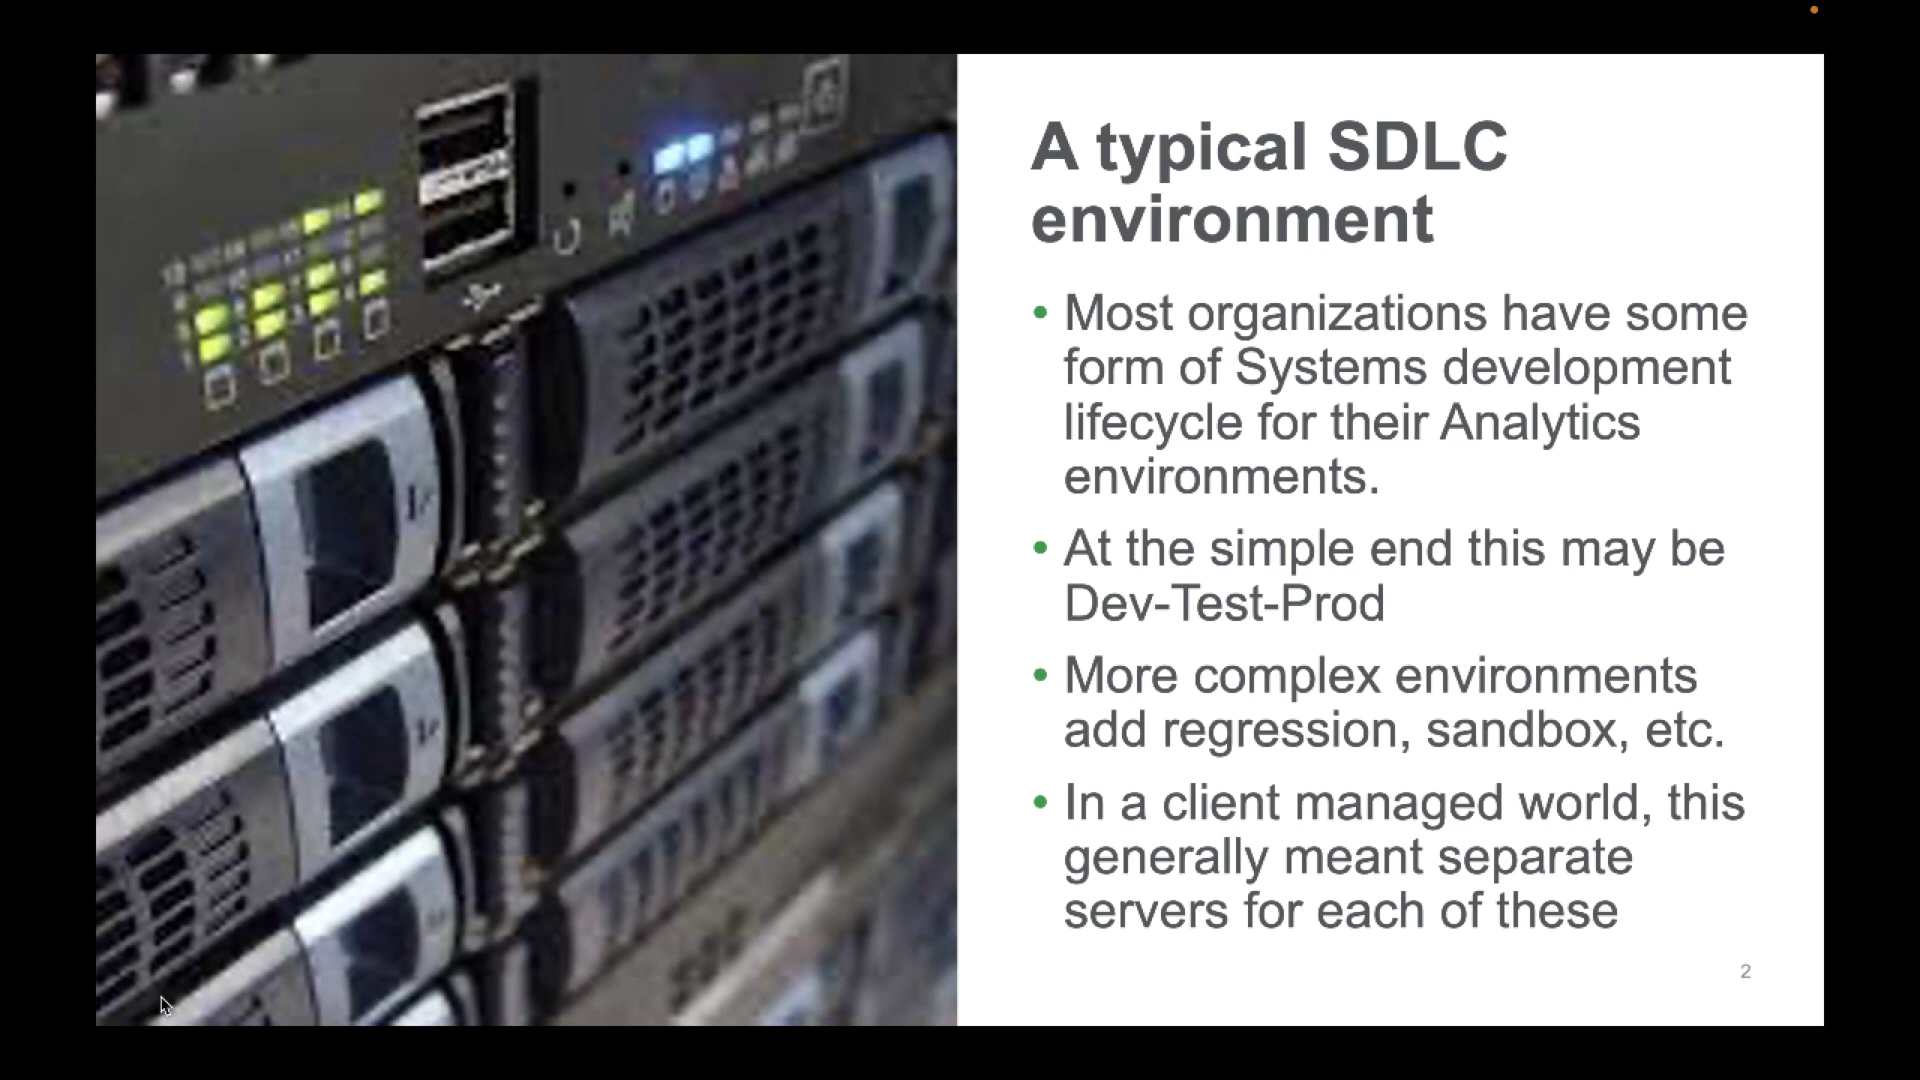 A typical SDLC
environment
• Most organizations have some
form of Systems development
lifecycle for their Analytics
environments.
• At the simple end this may be
Dev-Test-Prod
• More complex environments
add regression, sandbox, etc.
• In a client managed world, this
generally meant separate
servers for each of these
2